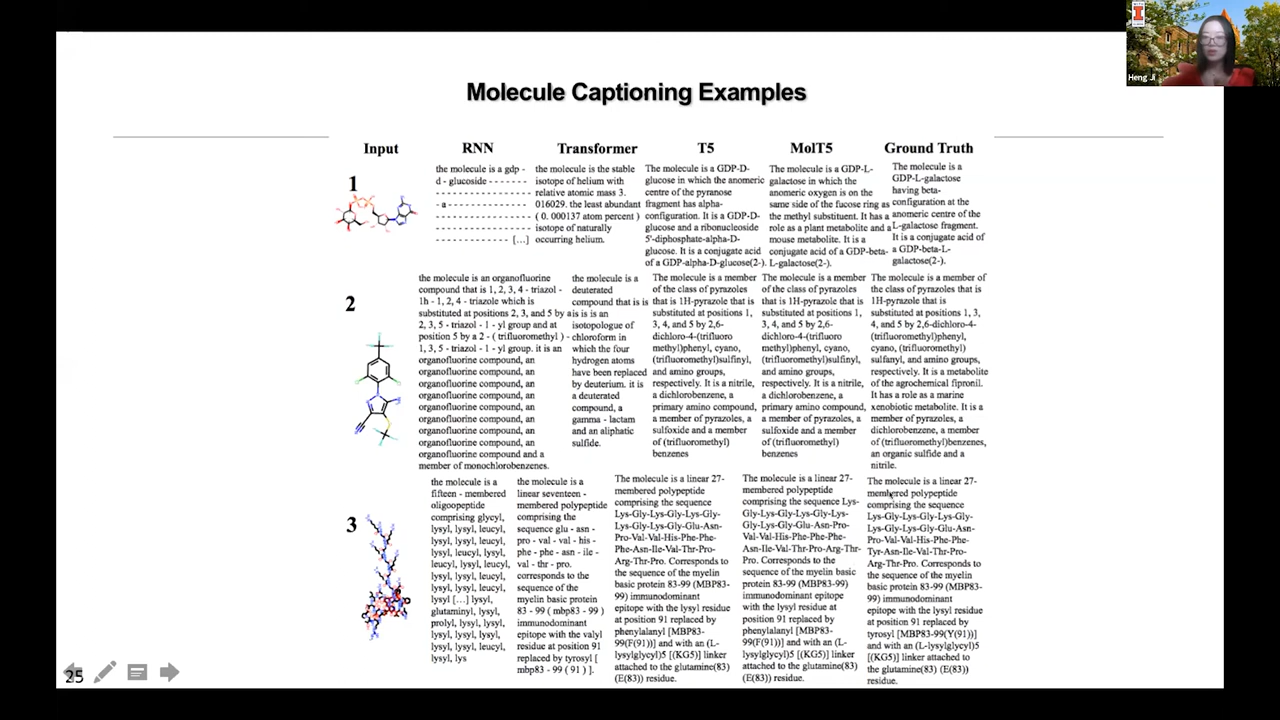 Heng Ji
Molecule Captioning Examples
Input
RNN
Transformer
T5
MolT5
Ground Truth
1
the molecule is a gdp -
d - glucoside - - - - - - -
- - - - - - - - - - - - - - - -
- a - - - - - - - - - - - - - -
- - - - - - - - - - - - - - - -
- - - - - - - - - - - - - - - -
- - - - - - - - - - - - [...]
the molecule is the stable
isotope of helium with
relative atomic mass 3.
016029. the least abundant
( 0. 000137 atom percent )
isotope of naturally
occurring helium.
The molecule is a GDP-D-
glucose in which the anomeric
centre of the pyranose
fragment has alpha-
configuration. It is a GDP-D-
glucose and a ribonucleoside
5'-diphosphate-alpha-D-
glucose. It is a conjugate acid
of a GDP-alpha-D-glucose(2-).
The molecule is a GDP-L-
galactose in which the
anomeric oxygen is on the
same side of the fucose ring as
the methyl substituent. It has a
role as a plant metabolite and a
mouse metabolite. It is a
conjugate acid of a GDP-beta-
L-galactose(2-).
The molecule is a
GDP-L-galactose
having beta-
configuration at the
anomeric centre of the
L-galactose fragment.
It is a conjugate acid of
a GDP-beta-L-
galactose(2-).
2
the molecule is an organofluorine
compound that is 1, 2, 3, 4 - triazol -
1h - 1, 2, 4 - triazole which is
substituted at positions 2, 3, and 5 by a
2, 3, 5 - triazol - 1 - yl group and at
position 5 by a 2 - ( trifluoromethyl ) -
1, 3, 5 - triazol - 1 - yl group. it is an
organofluorine compound, an
organofluorine compound, an
organofluorine compound, an
organofluorine compound, an
organofluorine compound, an
organofluorine compound, an
organofluorine compound, an
organofluorine compound and a
member of monochlorobenzenes.
the molecule is a
deuterated
compound that is is
is is is an
isotopologue of
chloroform in
which the four
hydrogen atoms
have been replaced
by deuterium. it is
a deuterated
compound, a
gamma - lactam
and an aliphatic
sulfide.
The molecule is a member
of the class of pyrazoles
that is 1H-pyrazole that is
substituted at positions 1,
3, 4, and 5 by 2,6-
dichloro-4-(trifluoro
methyl)phenyl, cyano,
(trifluoromethyl)sulfinyl,
and amino groups,
respectively. It is a nitrile,
a dichlorobenzene, a
primary amino compound,
a member of pyrazoles, a
sulfoxide and a member
of (trifluoromethyl)
benzenes
The molecule is a member
of the class of pyrazoles
that is 1H-pyrazole that is
substituted at positions 1,
3, 4, and 5 by 2,6-
dichloro-4-(trifluoro
methyl)phenyl, cyano,
(trifluoromethyl)sulfinyl,
and amino groups,
respectively. It is a nitrile,
a dichlorobenzene, a
primary amino compound,
a member of pyrazoles, a
sulfoxide and a member
of (trifluoromethyl)
benzenes
The molecule is a member of
the class of pyrazoles that is
1H-pyrazole that is
substituted at positions 1, 3,
4, and 5 by 2,6-dichloro-4-
(trifluoromethyl)phenyl,
cyano, (trifluoromethyl)
sulfanyl, and amino groups,
respectively. It is a metabolite
of the agrochemical fipronil.
It has a role as a marine
xenobiotic metabolite. It is a
member of pyrazoles, a
dichlorobenzene, a member
of (trifluoromethyl)benzenes,
an organic sulfide and a
nitrile.
3
the molecule is a
fifteen - membered
oligoopeptide
comprising glycyl,
lysyl, lysyl, leucyl,
lysyl, lysyl, leucyl,
lysyl, leucyl, lysyl,
leucyl, lysyl, lysyl,
lysyl, lysyl, leucyl,
lysyl, lysyl, leucyl,
lysyl [...] lysyl,
glutaminyl, lysyl,
prolyl, lysyl, lysyl,
lysyl, lysyl, lysyl,
lysyl, lysyl, leucyl,
lysyl, lys
the molecule is a
linear seventeen -
membered polypeptide
comprising the
sequence glu - asn -
pro - val - val - his -
phe - phe - asn - ile -
val - thr - pro.
corresponds to the
sequence of the
myelin basic protein
83 - 99 ( mbp83 - 99 )
immunodominant
epitope with the valyl
residue at position 91
replaced by tyrosyl [
mbp83 - 99 ( 91 ) ].
The molecule is a linear 27-
membered polypeptide
comprising the sequence
Lys-Gly-Lys-Gly-Lys-Gly-
Lys-Gly-Lys-Gly-Glu-Asn-
Pro-Val-Val-His-Phe-Phe-
Phe-Asn-Ile-Val-Thr-Pro-
Arg-Thr-Pro. Corresponds to
the sequence of the myelin
basic protein 83-99 (MBP83-
99) immunodominant
epitope with the lysyl residue
at position 91 replaced by
phenylalanyl [MBP83-
99(F(91))] and with an (L-
lysylglycyl)5 [(KG5)] linker
attached to the glutamine(83)
(E(83)) residue.
The molecule is a linear 27-
membered polypeptide
comprising the sequence Lys-
Gly-Lys-Gly-Lys-Gly-Lys-
Gly-Lys-Gly-Glu-Asn-Pro-
Val-Val-His-Phe-Phe-Phe-
Asn-Ile-Val-Thr-Pro-Arg-Thr-
Pro. Corresponds to the
sequence of the myelin basic
protein 83-99 (MBP83-99)
immunodominant epitope
with the lysyl residue at
position 91 replaced by
phenylalanyl [MBP83-
99(F(91))] and with an (L-
lysylglycyl)5 [(KG5)] linker
attached to the glutamine(83)
(E(83)) residue.
The molecule is a linear 27-
membered polypeptide
comprising the sequence
Lys-Gly-Lys-Gly-Lys-Gly-
Lys-Gly-Lys-Gly-Glu-Asn-
Pro-Val-Val-His-Phe-Phe-
Tyr-Asn-Ile-Val-Thr-Pro-
Arg-Thr-Pro. Corresponds to
the sequence of the myelin
basic protein 83-99 (MBP83-
99) immunodominant
epitope with the lysyl residue
at position 91 replaced by
tyrosyl [MBP83-99(Y(91))]
and with an (L-lysylglycyl)5
[(KG5)] linker attached to
the glutamine(83) (E(83))
residue.
25